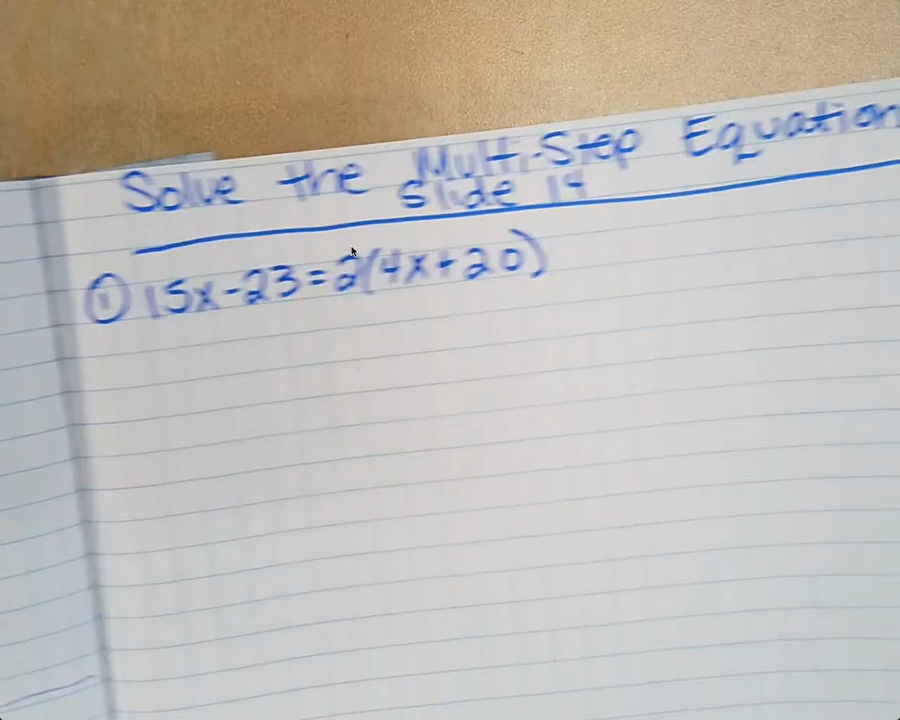 Solve the Multi-Step Equation
Slide 14
① 15x-23=2(4x+20)